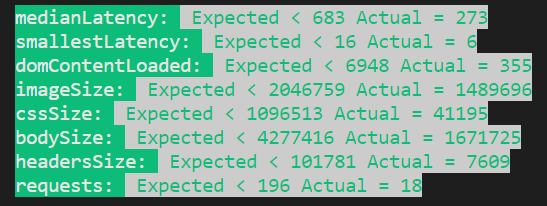 medianLatency: Expected < 683 Actual = 273
smallestLatency: Expected < 16 Actual = 6
domContentLoaded: Expected < 6948 Actual = 355
imageSize: Expected < 2046759 Actual = 1489696
cssSize: Expected < 1096513 Actual = 41195
bodySize: Expected < 4277416 Actual = 1671725
headersSize: Expected < 101781 Actual = 7609
requests: Expected < 196 Actual = 18